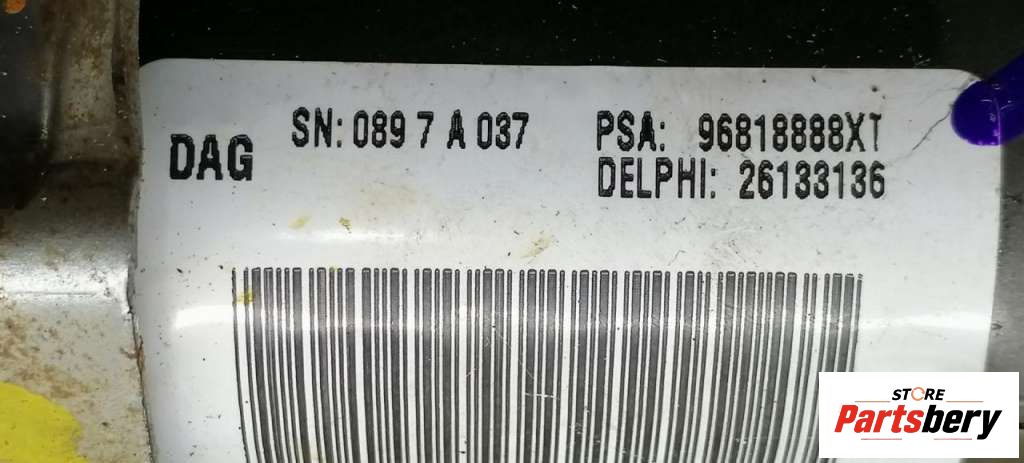 DAG
SN: 089 7 A 037
PSA: 96818888XT
DELPHI: 26133136
STORE
Partsbery